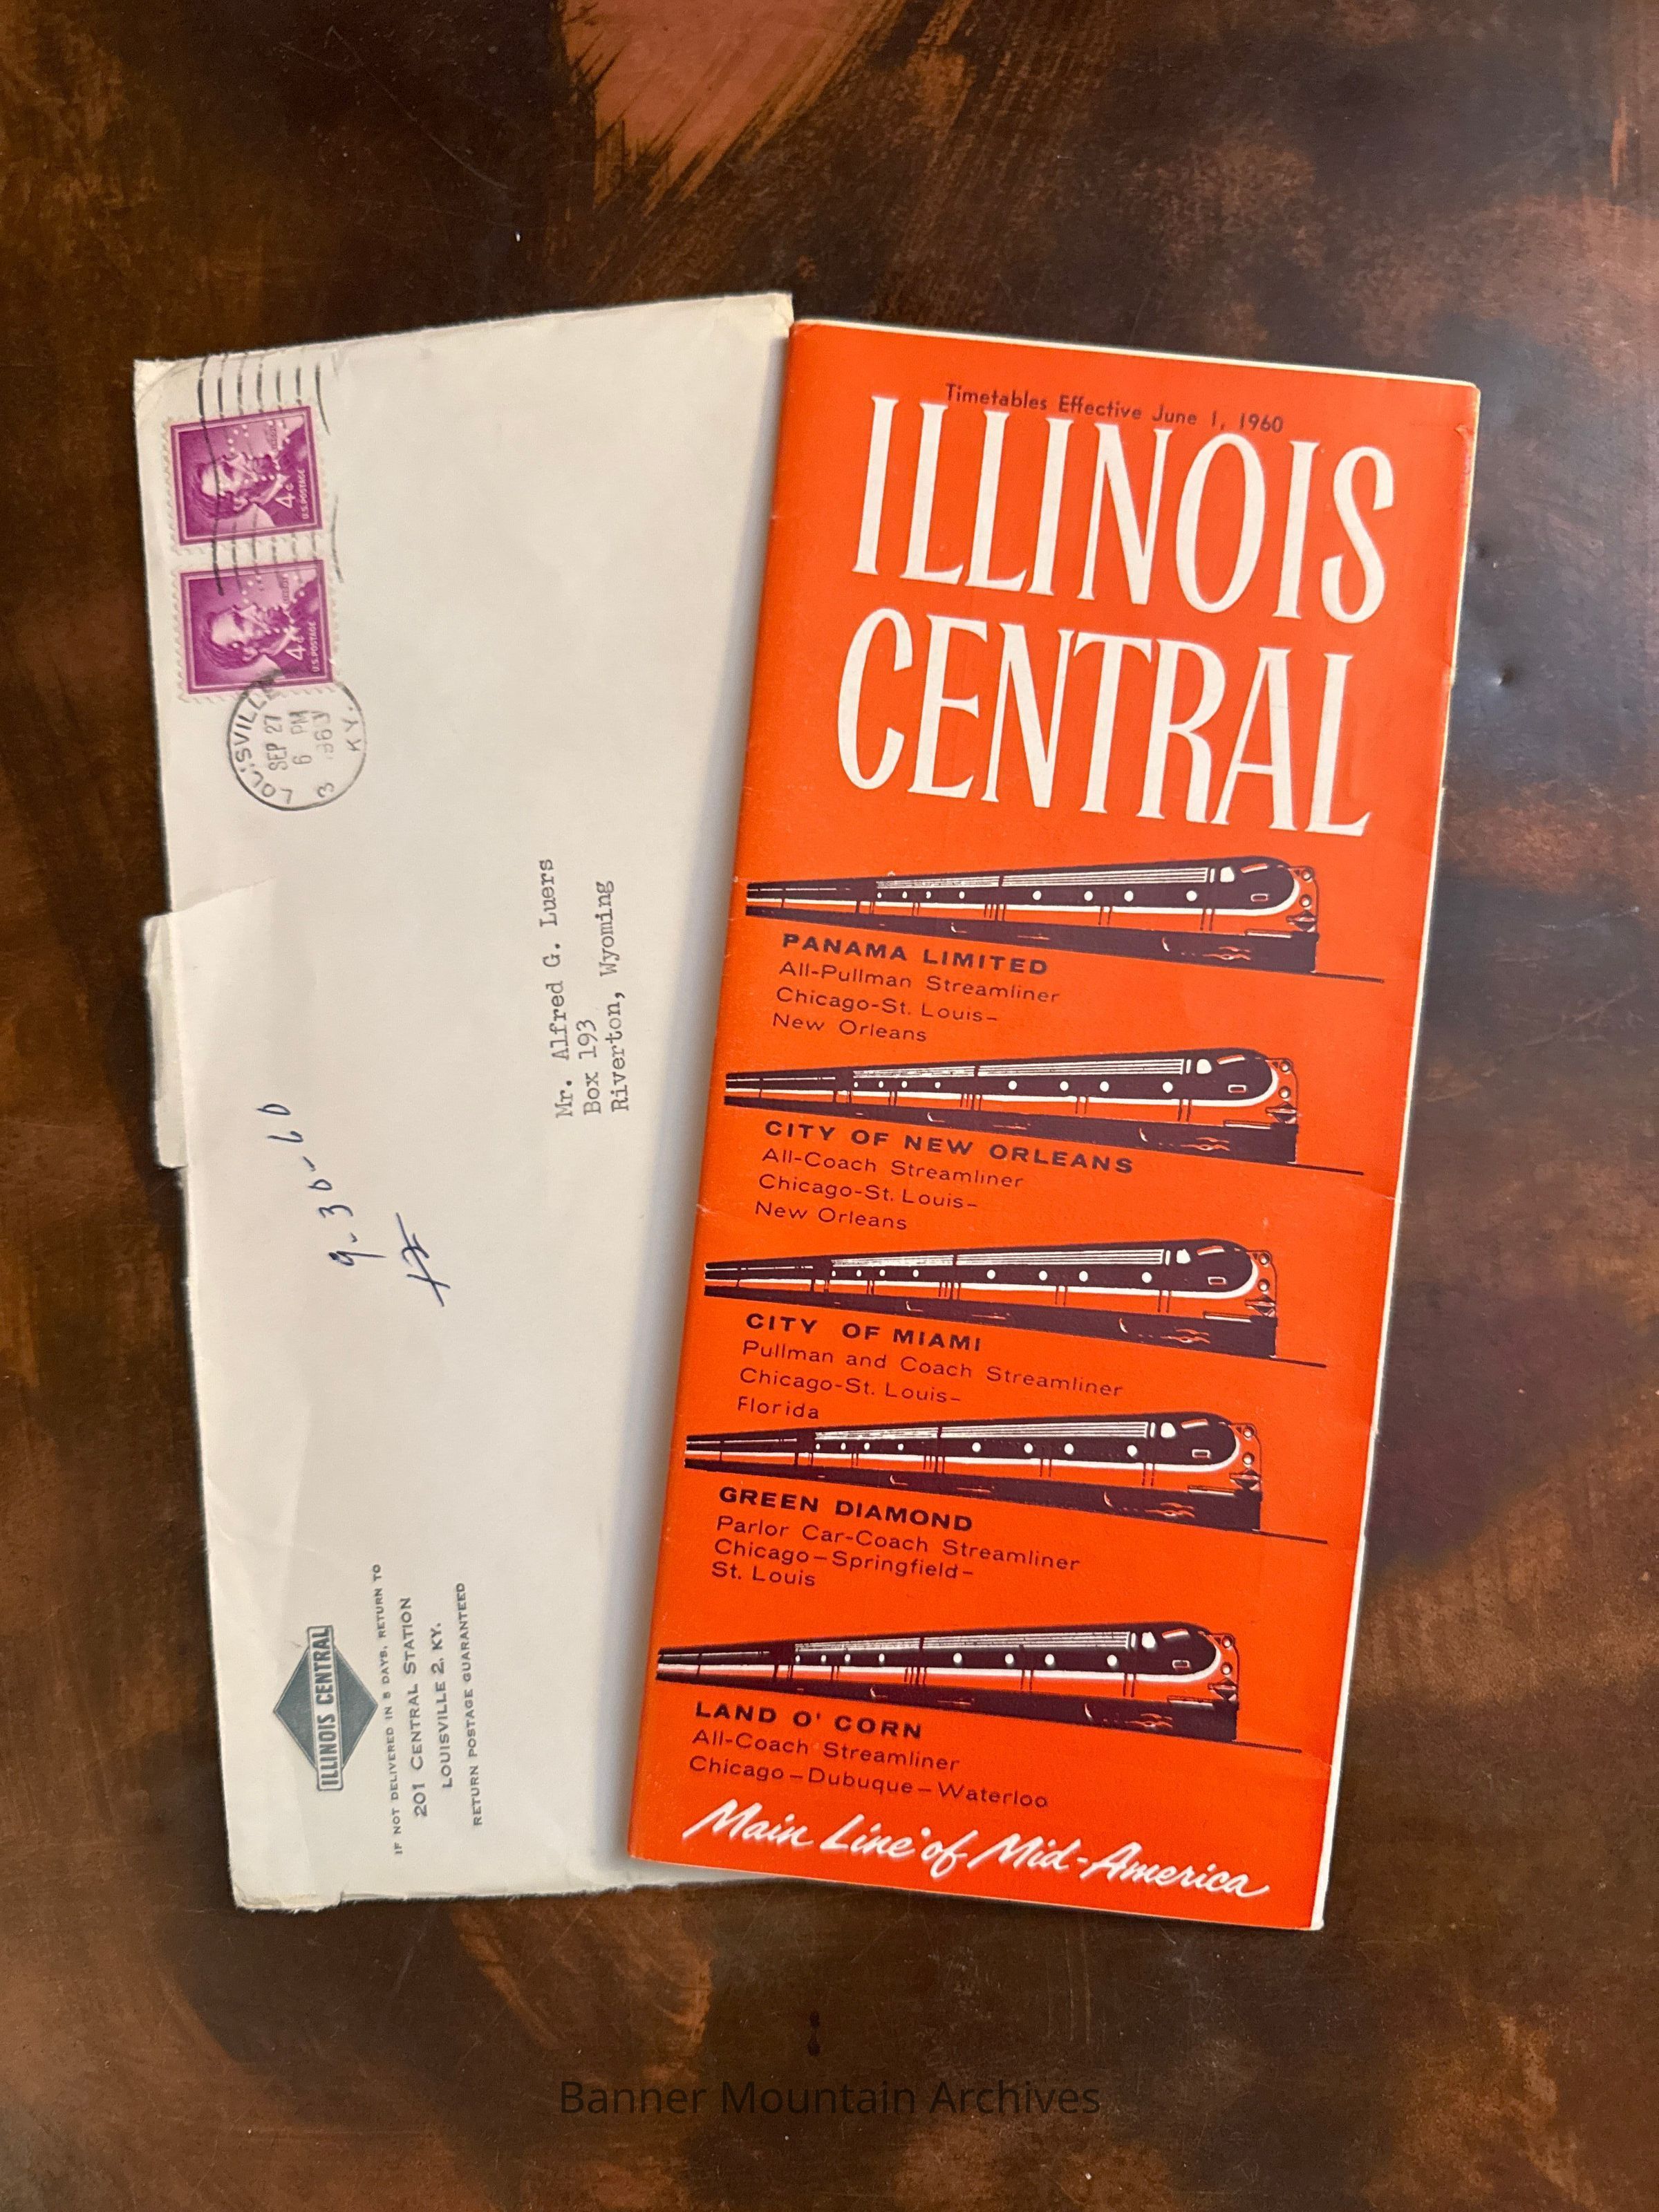 4¢
U.S. POSTAGE
4¢
U.S. POSTAGE
LOUISVILLE
SEP 27
6 PM
3 KY.
Mr. Alfred G. Luers
Box 193
Riverton, Wyoming
9-30-60
ILLINOIS CENTRAL
IF NOT DELIVERED IN 5 DAYS, RETURN TO
201 CENTRAL STATION
LOUISVILLE 2, KY.
RETURN POSTAGE GUARANTEED
Timetables Effective June 1, 1960
ILLINOIS
CENTRAL
PANAMA LIMITED
All-Pullman Streamliner
Chicago-St. Louis-
New Orleans
CITY OF NEW ORLEANS
All-Coach Streamliner
Chicago-St. Louis-
New Orleans
CITY OF MIAMI
Pullman and Coach Streamliner
Chicago-St. Louis-
Florida
GREEN DIAMOND
Parlor Car-Coach Streamliner
Chicago-Springfield-
St. Louis
LAND O' CORN
All-Coach Streamliner
Chicago-Dubuque-Waterloo
Main Line of Mid-America
Banner Mountain Archives